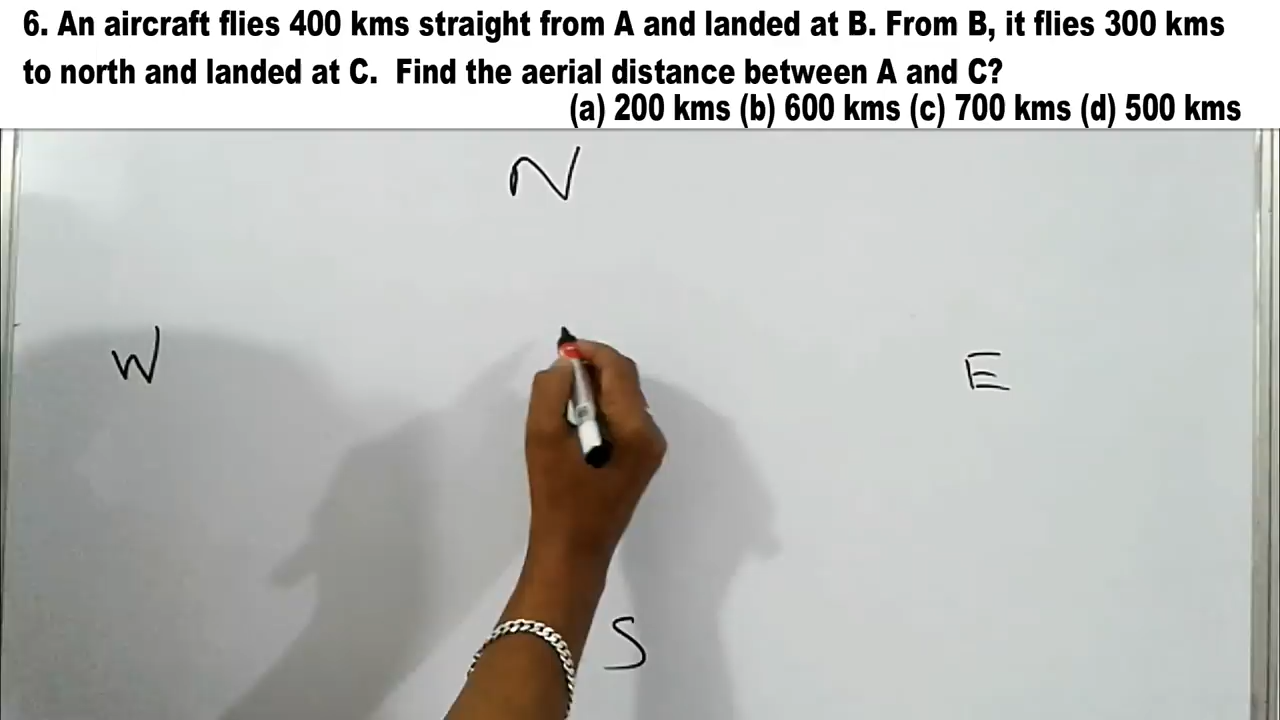 6. An aircraft flies 400 kms straight from A and landed at B. From B, it flies 300 kms
to north and landed at C. Find the aerial distance between A and C?
(a) 200 kms (b) 600 kms (c) 700 kms (d) 500 kms
N
W
E
S